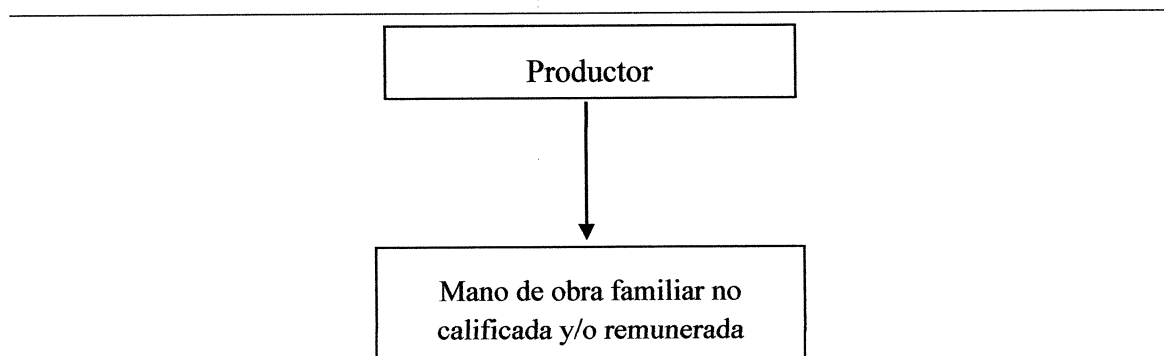 Productor
Mano de obra familiar no
calificada y/o remunerada